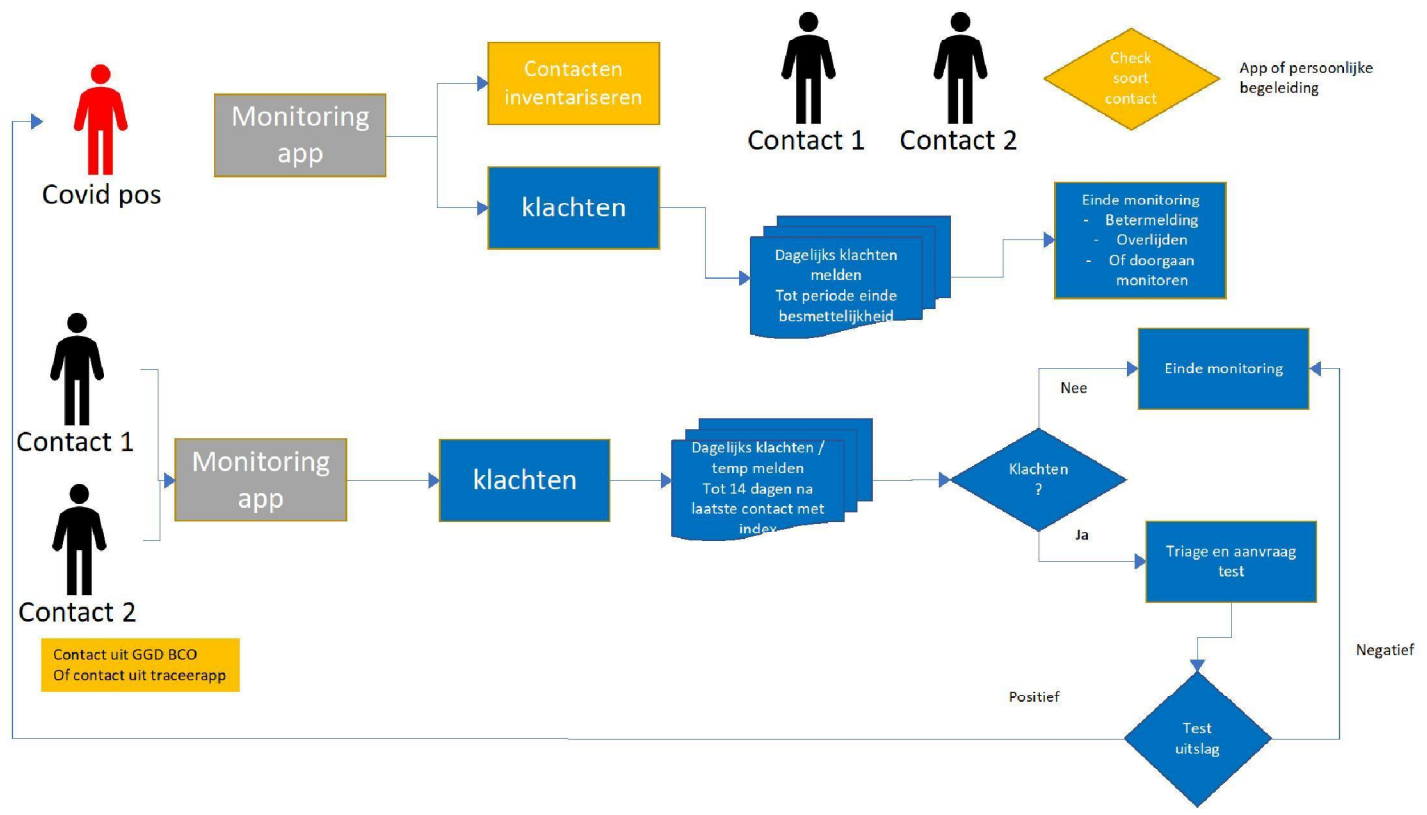 Covid pos
Monitoring
app
Contacten
inventariseren
klachten
Contact 1
Contact 2
Check
soort
contact
App of persoonlijke
begeleiding
Dagelijks klachten
melden
Tot periode einde
besmettelijkheid
Einde monitoring
- Betermelding
- Overlijden
- Of doorgaan
monitoren
Contact 1
Contact 2
Contact uit GGD BCO
Of contact uit traceerapp
Monitoring
app
klachten
Dagelijks klachten /
temp melden
Tot 14 dagen na
laatste contact met
index
Klachten
?
Nee
Einde monitoring
Ja
Triage en aanvraag
test
Test
uitslag
Positief
Negatief